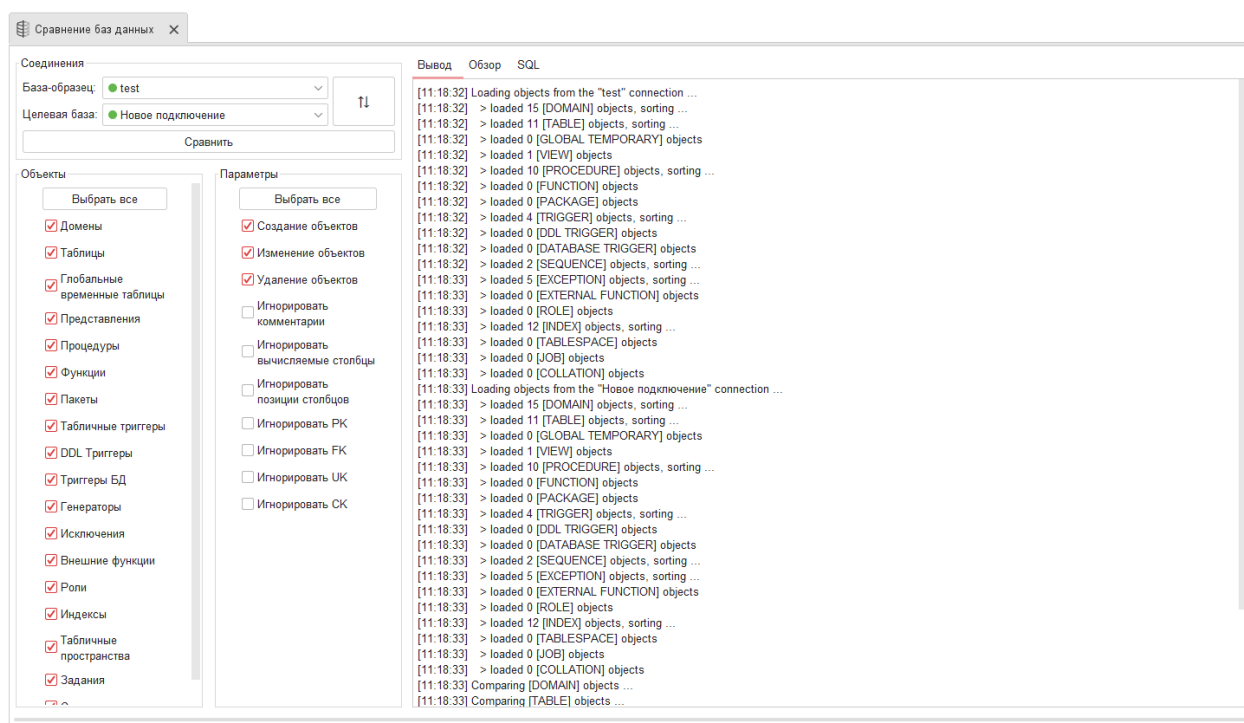 Сравнение баз данных
Соединения
База-образец: test
Целевая база: Новое подключение
Сравнить
Объекты
Выбрать все
Домены
Таблицы
Глобальные
временные таблицы
Представления
Процедуры
Функции
Пакеты
Табличные триггеры
DDL Триггеры
Триггеры БД
Генераторы
Исключения
Внешние функции
Роли
Индексы
Табличные
пространства
Задания
Параметры
Выбрать все
Создание объектов
Изменение объектов
Удаление объектов
Игнорировать
комментарии
Игнорировать
вычисляемые столбцы
Игнорировать
позиции столбцов
Игнорировать PK
Игнорировать FK
Игнорировать UK
Игнорировать CK
Вывод Обзор SQL
[11:18:32] Loading objects from the "test" connection ...
[11:18:32] > loaded 15 [DOMAIN] objects, sorting ...
[11:18:32] > loaded 11 [TABLE] objects, sorting ...
[11:18:32] > loaded 0 [GLOBAL TEMPORARY] objects
[11:18:32] > loaded 1 [VIEW] objects
[11:18:32] > loaded 10 [PROCEDURE] objects, sorting ...
[11:18:32] > loaded 0 [FUNCTION] objects
[11:18:32] > loaded 0 [PACKAGE] objects
[11:18:32] > loaded 4 [TRIGGER] objects, sorting ...
[11:18:32] > loaded 0 [DDL TRIGGER] objects
[11:18:32] > loaded 0 [DATABASE TRIGGER] objects
[11:18:32] > loaded 2 [SEQUENCE] objects, sorting ...
[11:18:33] > loaded 5 [EXCEPTION] objects, sorting ...
[11:18:33] > loaded 0 [EXTERNAL FUNCTION] objects
[11:18:33] > loaded 0 [ROLE] objects
[11:18:33] > loaded 12 [INDEX] objects, sorting ...
[11:18:33] > loaded 0 [TABLESPACE] objects
[11:18:33] > loaded 0 [JOB] objects
[11:18:33] > loaded 0 [COLLATION] objects
[11:18:33] Loading objects from the "Новое подключение" connection ...
[11:18:33] > loaded 15 [DOMAIN] objects, sorting ...
[11:18:33] > loaded 11 [TABLE] objects, sorting ...
[11:18:33] > loaded 0 [GLOBAL TEMPORARY] objects
[11:18:33] > loaded 1 [VIEW] objects
[11:18:33] > loaded 10 [PROCEDURE] objects, sorting ...
[11:18:33] > loaded 0 [FUNCTION] objects
[11:18:33] > loaded 0 [PACKAGE] objects
[11:18:33] > loaded 4 [TRIGGER] objects, sorting ...
[11:18:33] > loaded 0 [DDL TRIGGER] objects
[11:18:33] > loaded 0 [DATABASE TRIGGER] objects
[11:18:33] > loaded 2 [SEQUENCE] objects, sorting ...
[11:18:33] > loaded 5 [EXCEPTION] objects, sorting ...
[11:18:33] > loaded 0 [EXTERNAL FUNCTION] objects
[11:18:33] > loaded 0 [ROLE] objects
[11:18:33] > loaded 12 [INDEX] objects, sorting ...
[11:18:33] > loaded 0 [TABLESPACE] objects
[11:18:33] > loaded 0 [JOB] objects
[11:18:33] > loaded 0 [COLLATION] objects
[11:18:33] Comparing [DOMAIN] objects ...
[11:18:33] Comparing [TABLE] objects ...